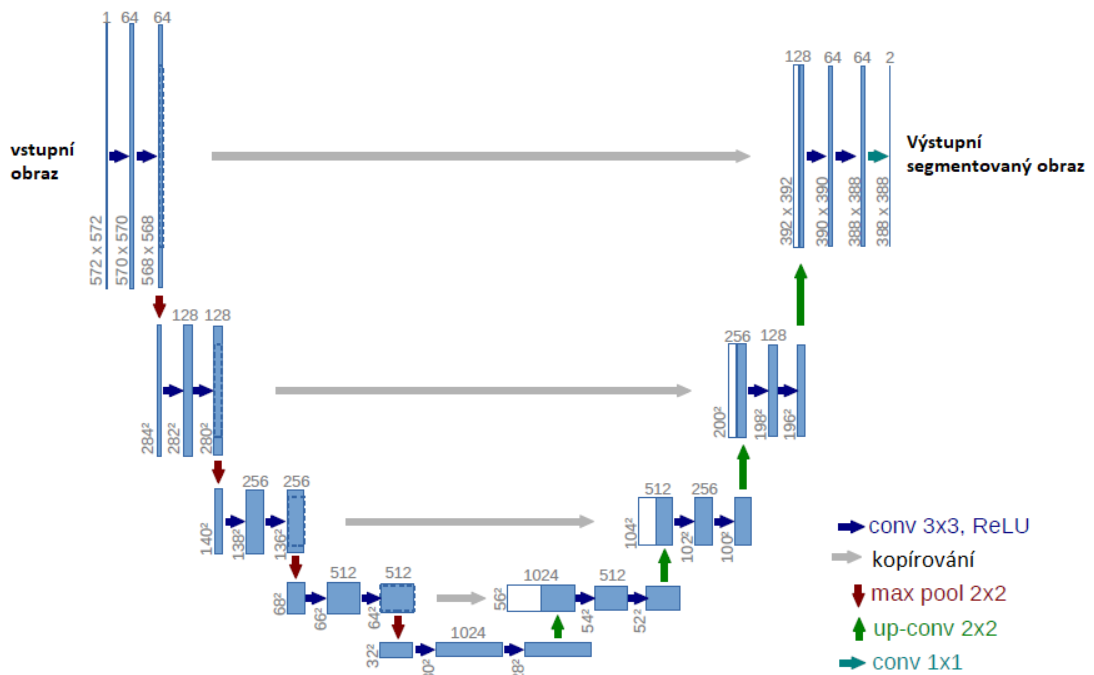 1 64 64
128 64 64 2
vstupní
obraz
Výstupní
segmentovaný obraz
572 x 572
570 x 570
568 x 568
392 x 392
390 x 390
388 x 388
388 x 388
128 128
256 128
284²
282²
280²
200²
198²
196²
256 256
512 256
140²
138²
136²
104²
102²
100²
512 512
1024 512
68²
66²
64²
56²
54²
52²
1024
32²
conv 3x3, ReLU
kopírování
max pool 2x2
up-conv 2x2
conv 1x1